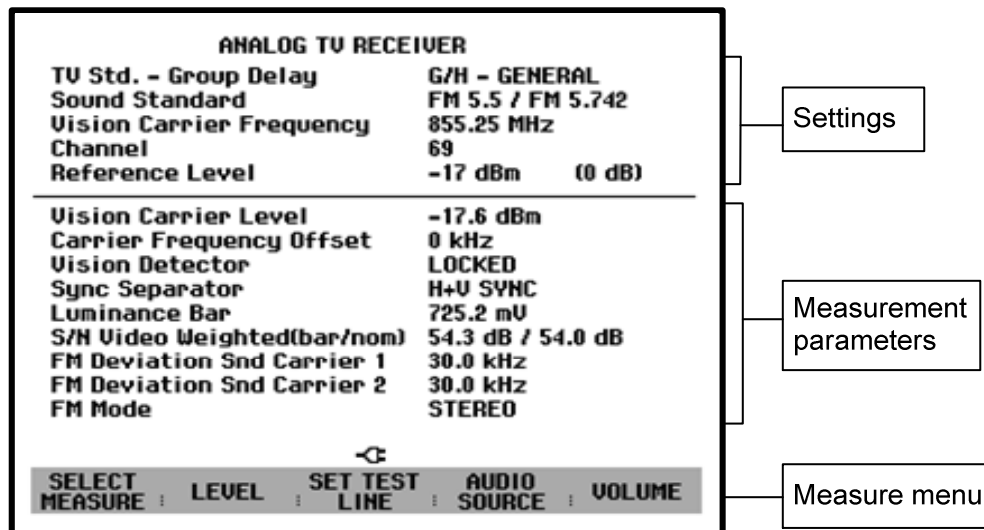 ANALOG TV RECEIVER
TV Std. - Group Delay G/H - GENERAL
Sound Standard FM 5.5 / FM 5.742
Vision Carrier Frequency 855.25 MHz
Channel 69
Reference Level -17 dBm (0 dB)
Vision Carrier Level -17.6 dBm
Carrier Frequency Offset 0 kHz
Vision Detector LOCKED
Sync Separator H+V SYNC
Luminance Bar 725.2 mV
S/N Video Weighted(bar/nom) 54.3 dB / 54.0 dB
FM Deviation Snd Carrier 1 30.0 kHz
FM Deviation Snd Carrier 2 30.0 kHz
FM Mode STEREO
SELECT MEASURE : LEVEL : SET TEST LINE : AUDIO SOURCE : VOLUME
Settings
Measurement
parameters
Measure menu